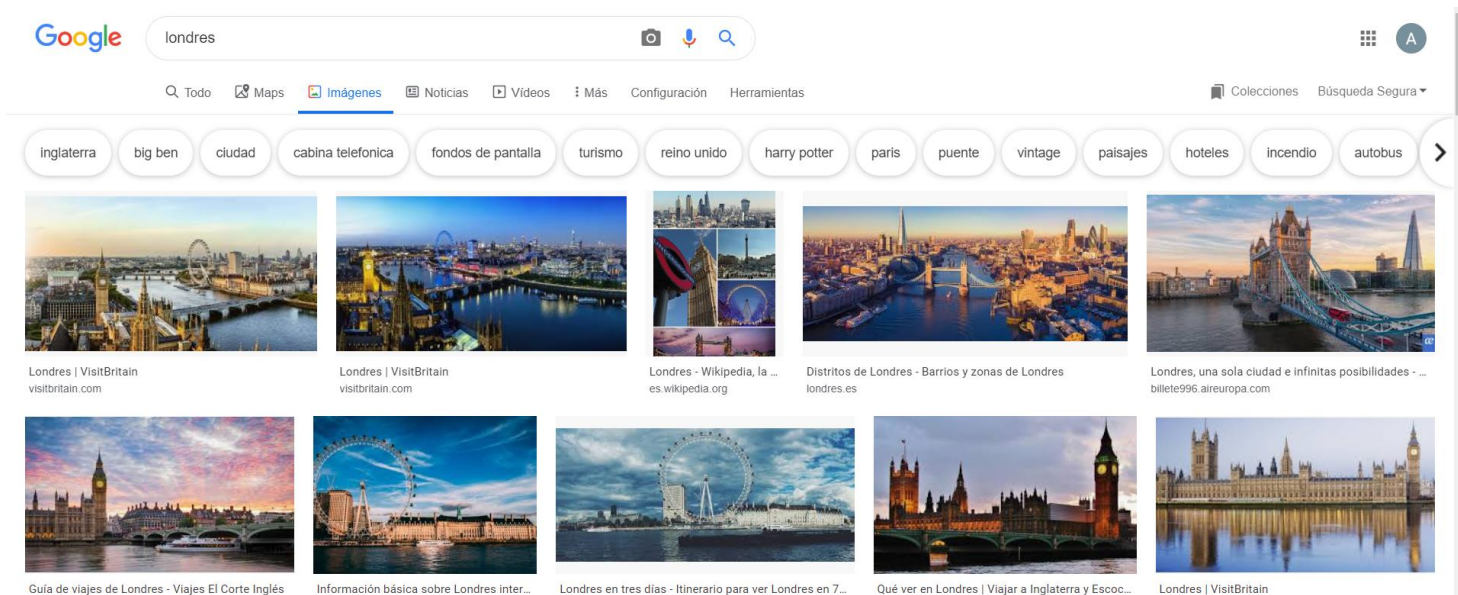 Google
londres
A
Todo Maps Imágenes Noticias Vídeos Más Configuración Herramientas Colecciones Búsqueda Segura
inglaterra big ben ciudad cabina telefonica fondos de pantalla turismo reino unido harry potter paris puente vintage paisajes hoteles incendio autobus
æ
Londres | VisitBritain Londres | VisitBritain Londres - Wikipedia, la ... Distritos de Londres - Barrios y zonas de Londres Londres, una sola ciudad e infinitas posibilidades - ...
visitbritain.com visitbritain.com es.wikipedia.org londres.es billete996.aireuropa.com
Guía de viajes de Londres - Viajes El Corte Inglés Información básica sobre Londres inter... Londres en tres días - Itinerario para ver Londres en 7... Qué ver en Londres | Viajar a Inglaterra y Escoc... Londres | VisitBritain